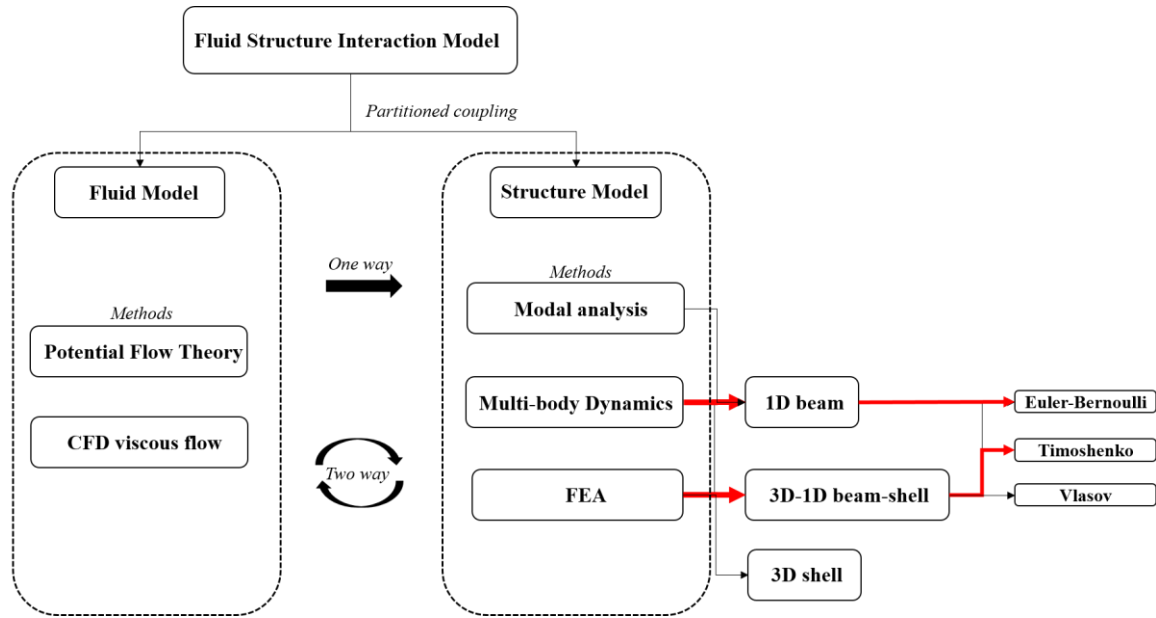 Fluid Structure Interaction Model
Partitioned coupling
Fluid Model
Structure Model
One way
Methods
Modal analysis
Methods
Potential Flow Theory
Multi-body Dynamics
1D beam
Euler-Bernoulli
CFD viscous flow
Timoshenko
Two way
FEA
3D-1D beam-shell
Vlasov
3D shell